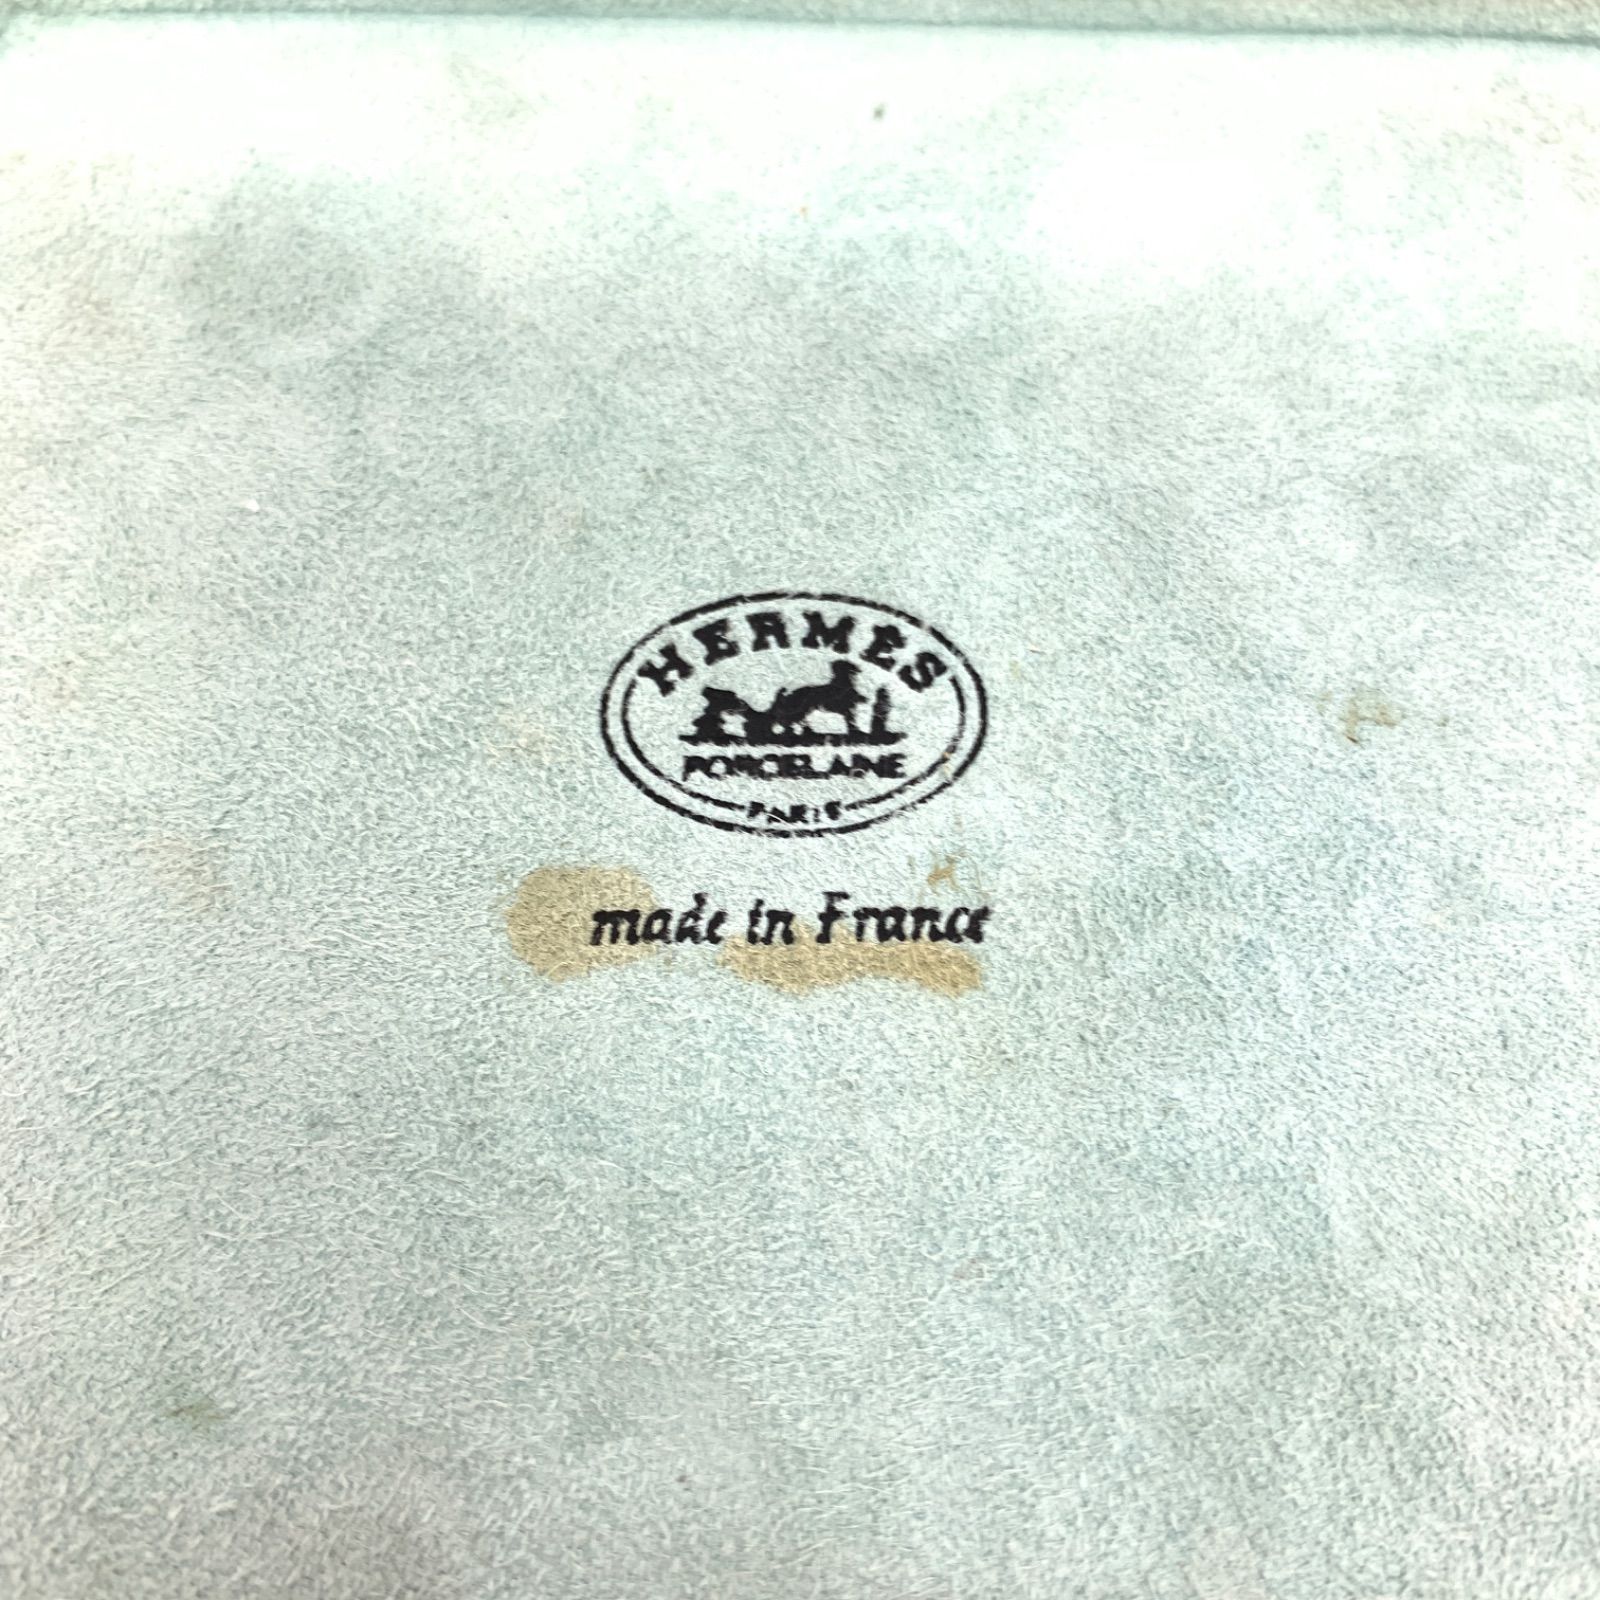 HERMES
PORCELAINE
PARIS
made in France